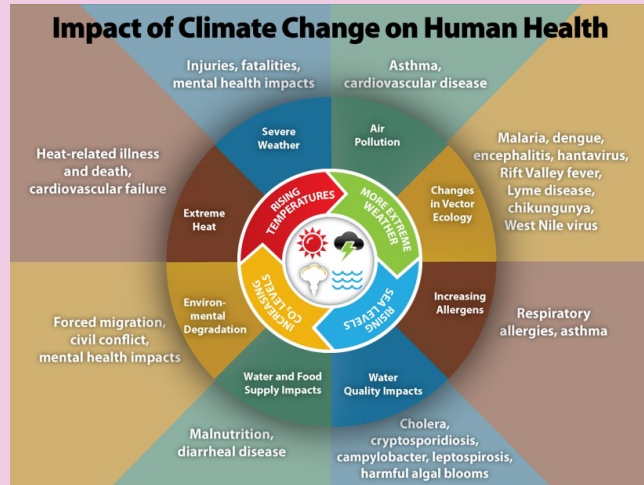 Impact of Climate Change on Human Health
Injuries, fatalities,
mental health impacts
Asthma,
cardiovascular disease
Severe
Weather
Air
Pollution
Heat-related illness
and death,
cardiovascular failure
Extreme
Heat
Malaria, dengue,
encephalitis, hantavirus,
Rift Valley fever,
Lyme disease,
chikungunya,
West Nile virus
Changes
in Vector
Ecology
RISING
TEMPERATURES
MORE EXTREME
WEATHER
RISING
SEA LEVELS
INCREASING
CO₂ LEVELS
Environ-
mental
Degradation
Forced migration,
civil conflict,
mental health impacts
Increasing
Allergens
Respiratory
allergies, asthma
Water and Food
Supply Impacts
Water
Quality Impacts
Malnutrition,
diarrheal disease
Cholera,
cryptosporidiosis,
campylobacter, leptospirosis,
harmful algal blooms